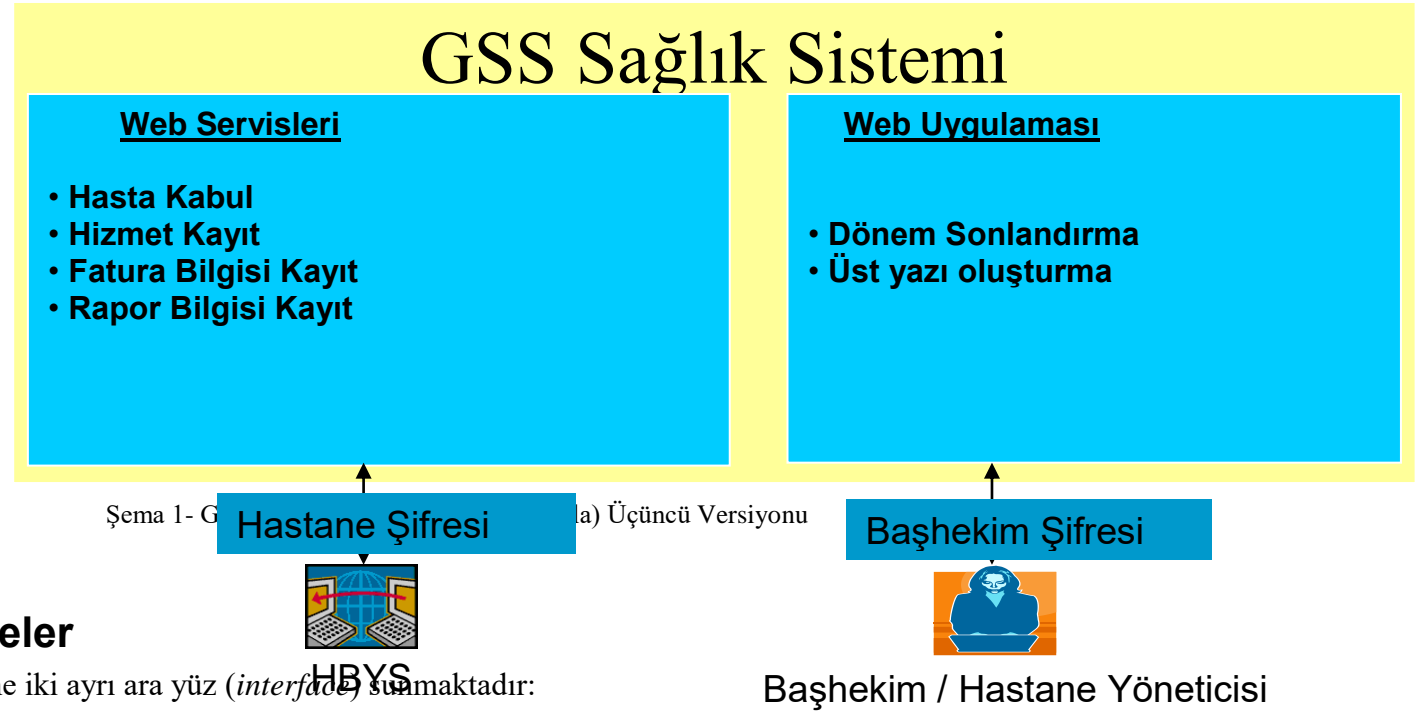 GSS Sağlık Sistemi
Web Servisleri
• Hasta Kabul
• Hizmet Kayıt
• Fatura Bilgisi Kayıt
• Rapor Bilgisi Kayıt
Web Uygulaması
• Dönem Sonlandırma
• Üst yazı oluşturma
Şema 1- G
la) Üçüncü Versiyonu
Hastane Şifresi
Başhekim Şifresi
eler
HBYS
e iki ayrı ara yüz (interface) sunmaktadır:
Başhekim / Hastane Yöneticisi